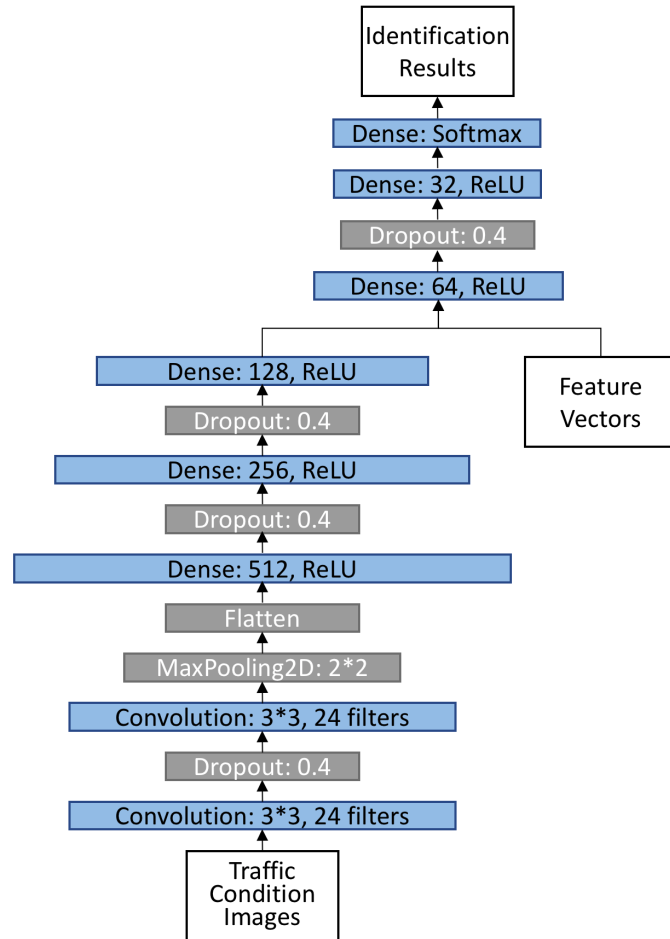 Identification
Results
Dense: Softmax
Dense: 32, ReLU
Dropout: 0.4
Dense: 64, ReLU
Dense: 128, ReLU
Feature
Vectors
Dropout: 0.4
Dense: 256, ReLU
Dropout: 0.4
Dense: 512, ReLU
Flatten
MaxPooling2D: 2*2
Convolution: 3*3, 24 filters
Dropout: 0.4
Convolution: 3*3, 24 filters
Traffic
Condition
Images